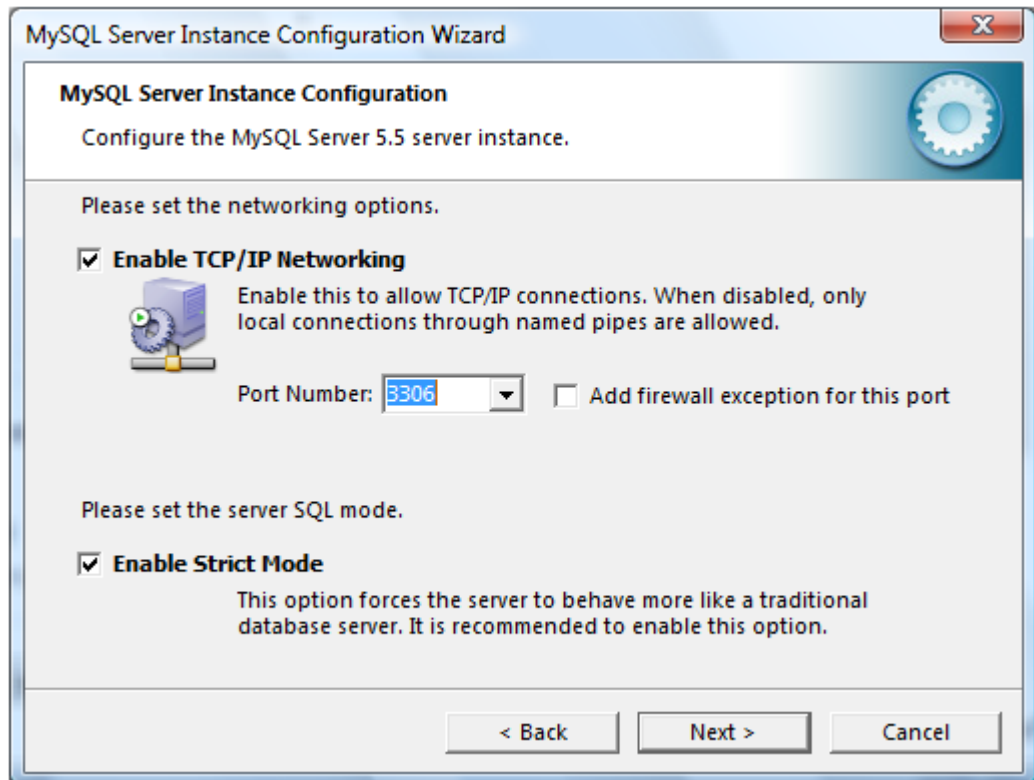 MySQL Server Instance Configuration Wizard
MySQL Server Instance Configuration
Configure the MySQL Server 5.5 server instance.
Please set the networking options.
Enable TCP/IP Networking
Enable this to allow TCP/IP connections. When disabled, only
local connections through named pipes are allowed.
Port Number: 3306 Add firewall exception for this port
Please set the server SQL mode.
Enable Strict Mode
This option forces the server to behave more like a traditional
database server. It is recommended to enable this option.
< Back Next > Cancel